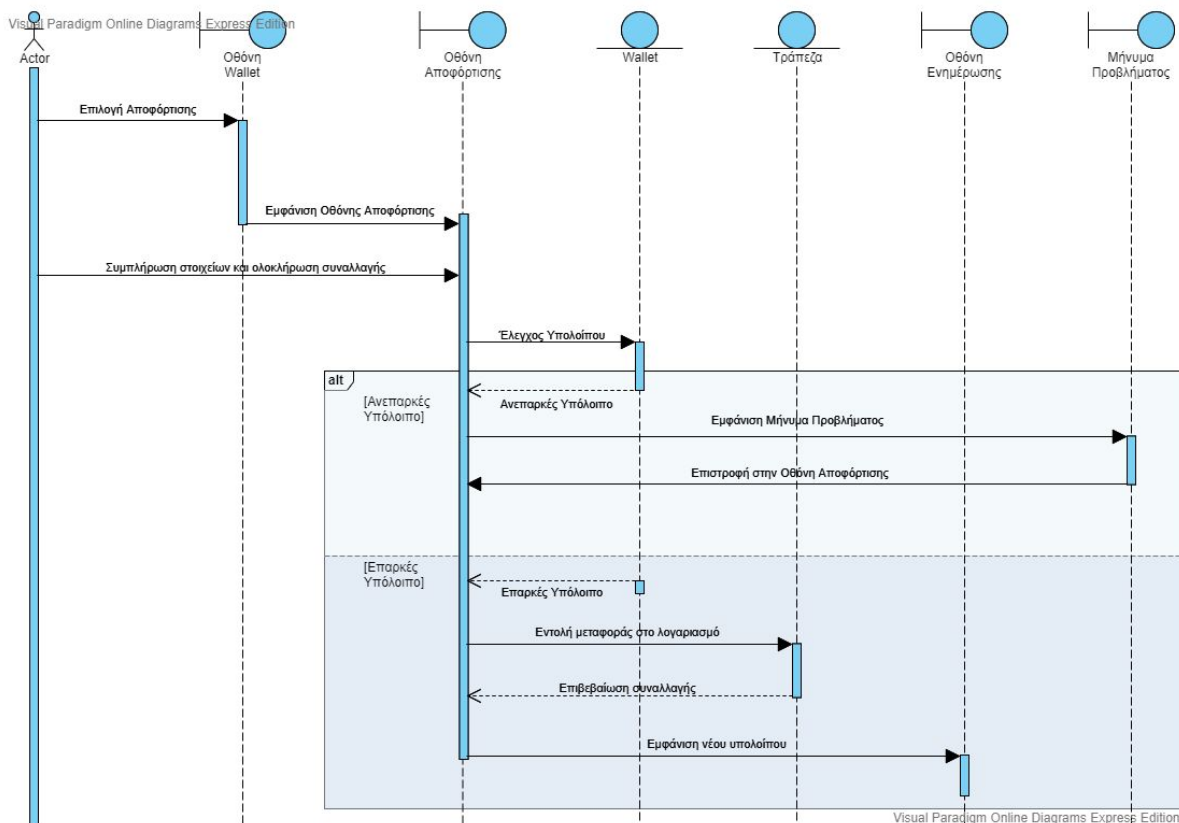 Visual Paradigm Online Diagrams Express Edition
Actor
Οθόνη
Wallet
Οθόνη
Αποφόρτισης
Wallet
Τράπεζα
Οθόνη
Ενημέρωσης
Μήνυμα
Προβλήματος
Επιλογή Αποφόρτισης
Εμφάνιση Οθόνης Αποφόρτισης
Συμπλήρωση στοιχείων και ολοκλήρωση συναλλαγής
Έλεγχος Υπολοίπου
alt
[Ανεπαρκές
Υπόλοιπο]
Ανεπαρκές Υπόλοιπο
Εμφάνιση Μήνυμα Προβλήματος
Επιστροφή στην Οθόνη Αποφόρτισης
[Επαρκές
Υπόλοιπο]
Επαρκές Υπόλοιπο
Εντολή μεταφοράς στο λογαριασμό
Επιβεβαίωση συναλλαγής
Εμφάνιση νέου υπολοίπου
Visual Paradigm Online Diagrams Express Edition